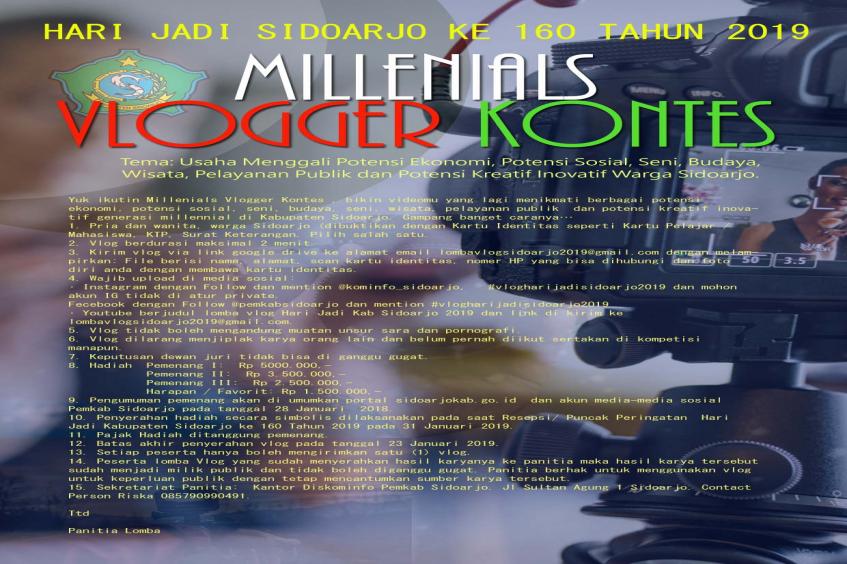 HARI JADI SIDOARJO KE 160 TAHUN 2019
MILLENIALS
VLOGGER KONTES
Tema: Usaha Menggali Potensi Ekonomi, Potensi Sosial, Seni, Budaya,
Wisata, Pelayanan Publik dan Potensi Kreatif Inovatif Warga Sidoarjo.
MENU INFO.
50 3.5
Yuk ikutin Millenials Vlogger Kontes , bikin videomu yang lagi menikmati berbagai potensi
ekonomi, potensi sosial, seni, budaya, seni, wisata, pelayanan publik dan potensi kreatif inova-
tif generasi millennial di Kabupaten Sidoarjo. Gampang banget caranya…
1. Pria dan wanita, warga Sidoarjo (dibuktikan dengan Kartu Identitas seperti Kartu Pelajar /
Mahasiswa, KTP, Surat Keterangan. Pilih salah satu.
2. Vlog berdurasi maksimal 2 menit
3. Kirim vlog via link google drive ke alamat email lombavlogsidoarjo2019@gmail.com dengan melam-
pirkan: File berisi nama, alamat, scan kartu identitas, nomer HP yang bisa dihubungi dan foto
diri anda dengan membawa kartu identitas.
4. Wajib upload di media sosial:
- Instagram dengan Follow dan mention @kominfo_sidoarjo, - #vlogharijadisidoarjo2019 dan mohon
akun IG tidak di atur private.
Fecebook dengan Follow @pemkabsidoarjo dan mention #vlogharijadisidoarjo2019
- Youtube berjudul lomba vlog Hari Jadi Kab Sidoarjo 2019 dan link di kirim ke
lombavlogsidoarjo2019@gmail.com.
5. Vlog tidak boleh mengandung muatan unsur sara dan pornografi.
6. Vlog dilarang menjiplak karya orang lain dan belum pernah diikut sertakan di kompetisi
manapun.
7. Keputusan dewan juri tidak bisa di ganggu gugat.
8. Hadiah Pemenang I: Rp 5000.000,-
Pemenang II: Rp 3.500.000,-
Pemenang III: Rp 2.500.000,-
Harapan / Favorit: Rp 1.500.000,-
9. Pengumuman pemenang akan di umumkan portal sidoarjokab.go.id dan akun media-media sosial
Pemkab Sidoarjo pada tanggal 28 Januari 2018.
10. Penyerahan hadiah secara simbolis dilaksanakan pada saat Resepsi/ Puncak Peringatan Hari
Jadi Kabupaten Sidoarjo ke 160 Tahun 2019 pada 31 Januari 2019.
11. Pajak Hadiah ditanggung pemenang.
12. Batas akhir penyerahan vlog pada tanggal 23 Januari 2019.
13. Setiap peserta hanya boleh mengirimkan satu (1) vlog.
14. Peserta lomba Vlog yang sudah menyerahkan hasil karyanya ke panitia maka hasil karya tersebut
sudah menjadi milik publik dan tidak boleh diganggu gugat. Panitia berhak untuk menggunakan vlog
untuk keperluan publik dengan tetap mencantumkan sumber karya tersebut.
15. Sekretariat Panitia: Kantor Diskominfo Pemkab Sidoarjo. Jl Sultan Agung 1 Sidoarjo. Contact
Person Riska 085790990491.
Ttd
Panitia Lomba